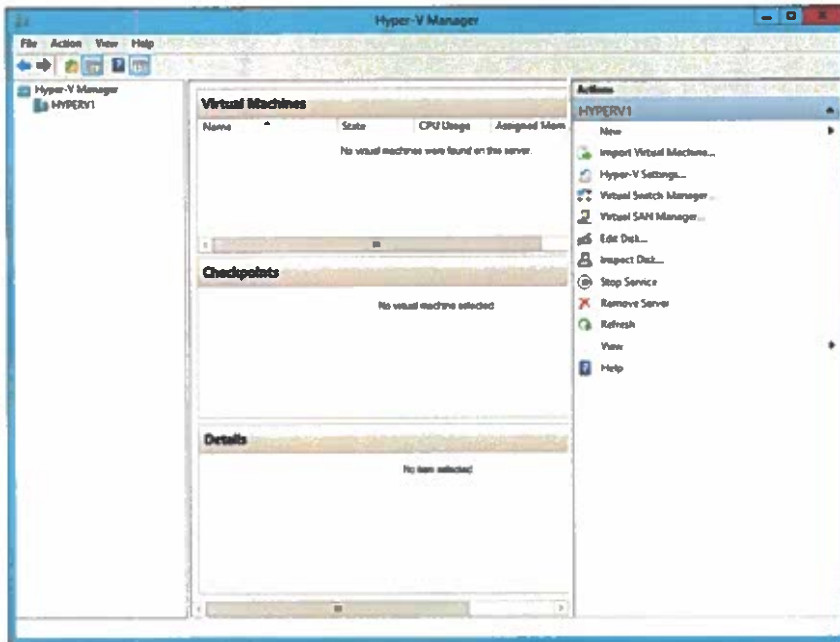 Hyper-V Manager
File Action View Help
Hyper-V Manager
HYPERV1
Virtual Machines
Name State CPU Usage Assigned Mem
No virtual machines were found on this server.
Checkpoints
No virtual machine selected
Details
No item selected
Actions
HYPERV1
New
Import Virtual Machine...
Hyper-V Settings...
Virtual Switch Manager...
Virtual SAN Manager...
Edit Disk...
Inspect Disk...
Stop Service
Remove Server
Refresh
View
Help